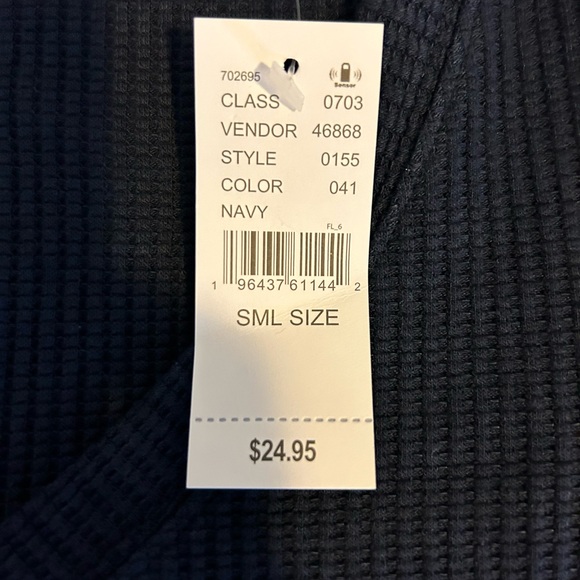 702695
Sensor
CLASS 0703
VENDOR 46868
STYLE 0155
COLOR 041
NAVY
FL_6
1 96437 61144 2
SML SIZE
$24.95